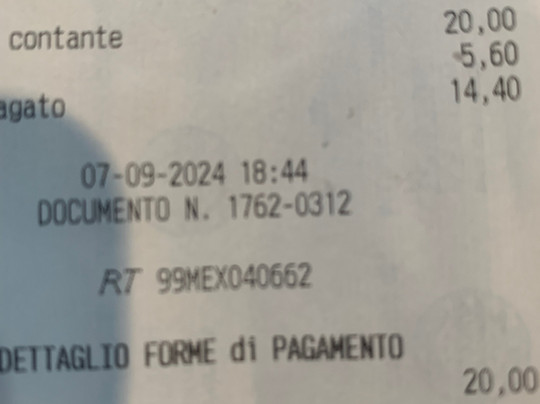 20,00
contante -5,60
14,40
agato
07-09-2024 18:44
DOCUMENTO N. 1762-0312
RT 99MEX040662
DETTAGLIO FORME di PAGAMENTO
20,00